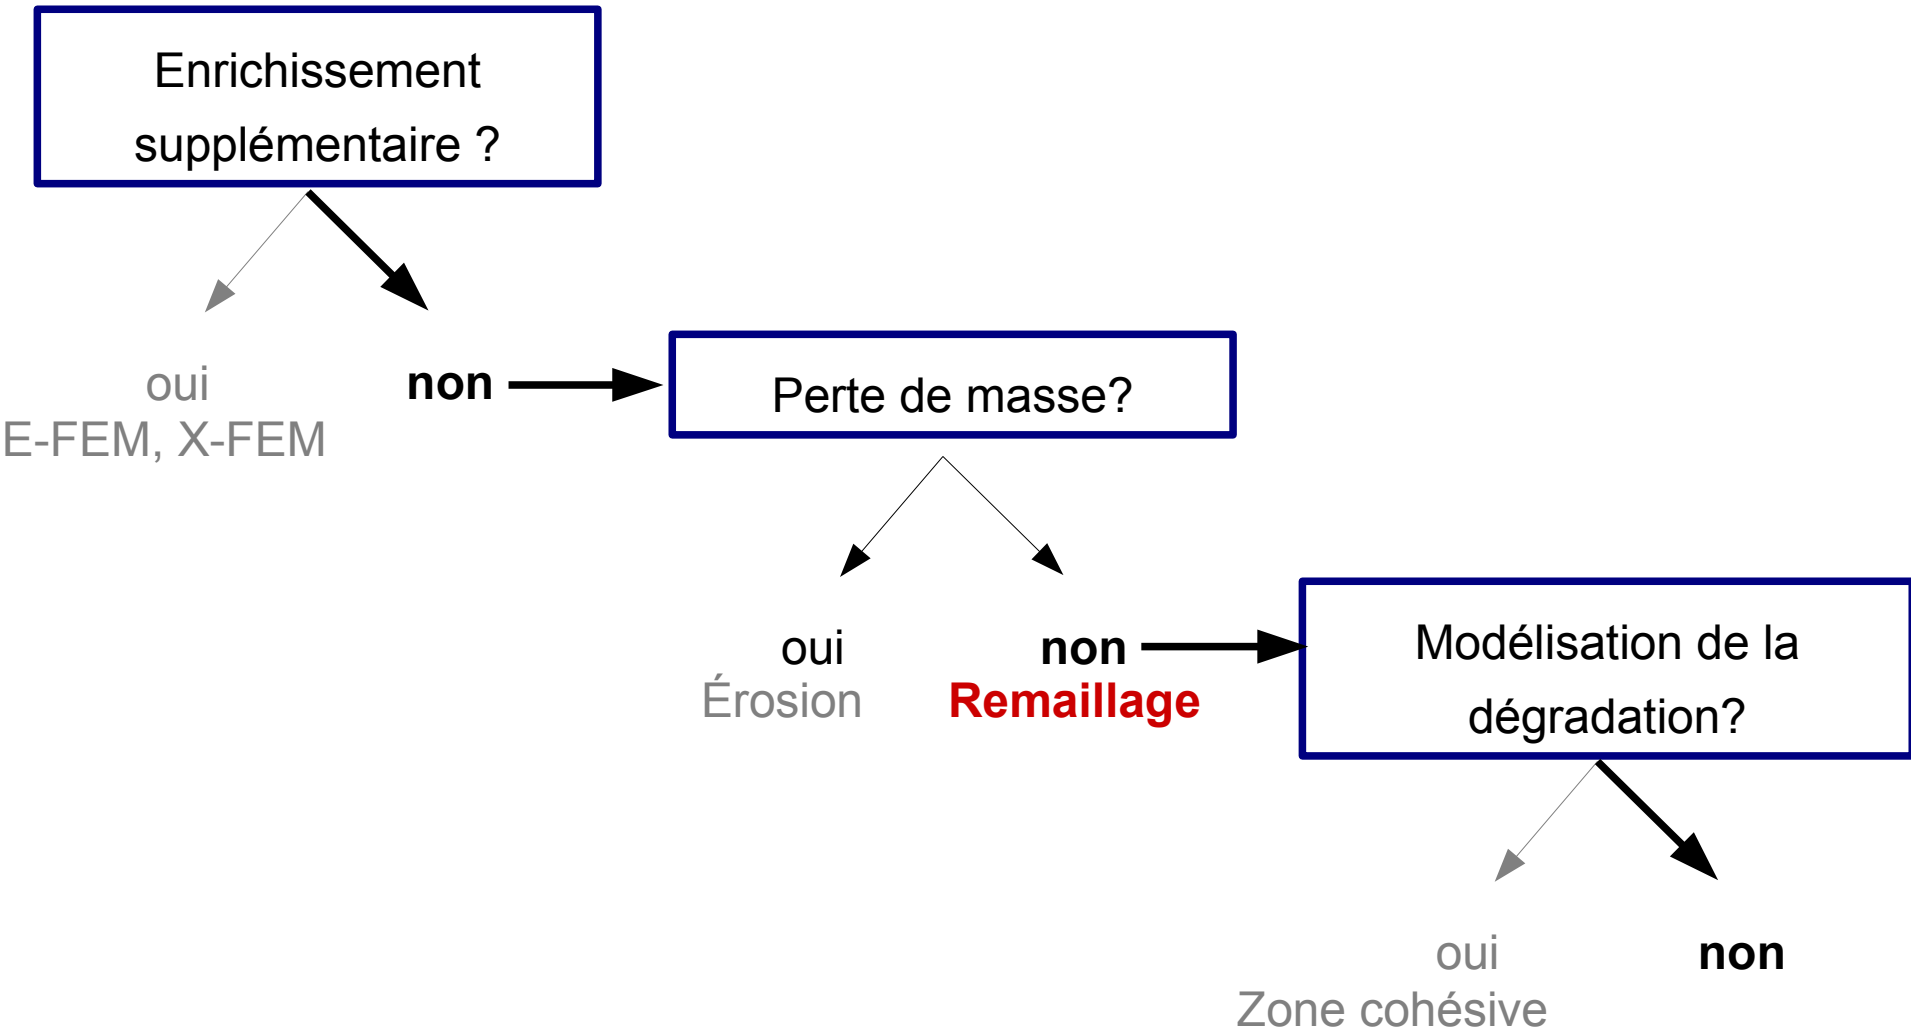 Enrichissement
supplémentaire ?
oui
E-FEM, X-FEM
non
Perte de masse?
oui
Érosion
non
Remaillage
Modélisation de la
dégradation?
oui
Zone cohésive
non